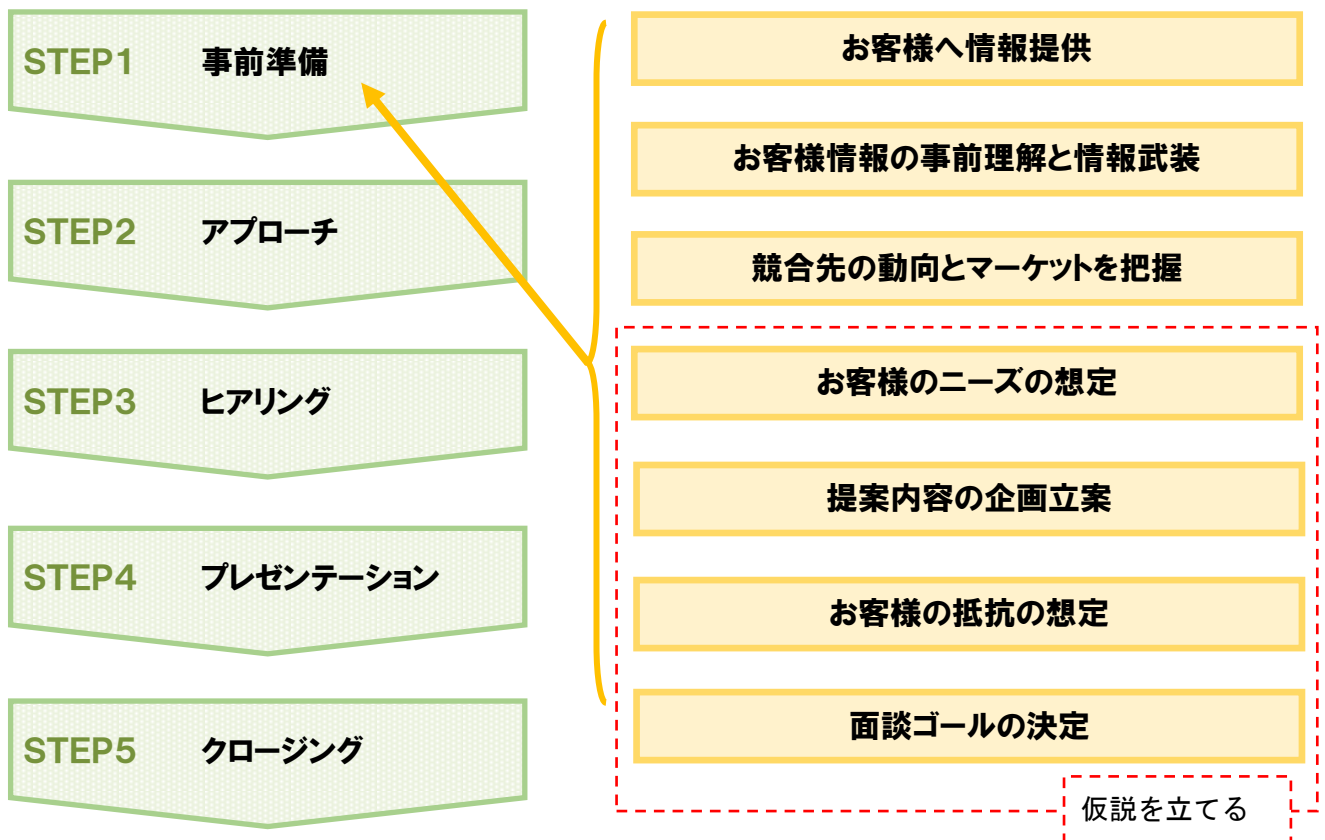 STEP1 事前準備
STEP2 アプローチ
STEP3 ヒアリング
STEP4 プレゼンテーション
STEP5 クロージング
お客様へ情報提供
お客様情報の事前理解と情報武装
競合先の動向とマーケットを把握
お客様のニーズの想定
提案内容の企画立案
お客様の抵抗の想定
面談ゴールの決定
仮説を立てる